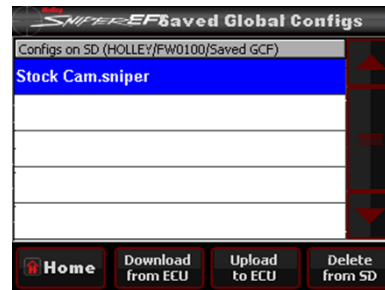 Holley
SNIPER EFI Saved Global Configs
Configs on SD (HOLLEY/FW0100/Saved GCF)
Stock Cam.sniper
Home
Download from ECU
Upload to ECU
Delete from SD